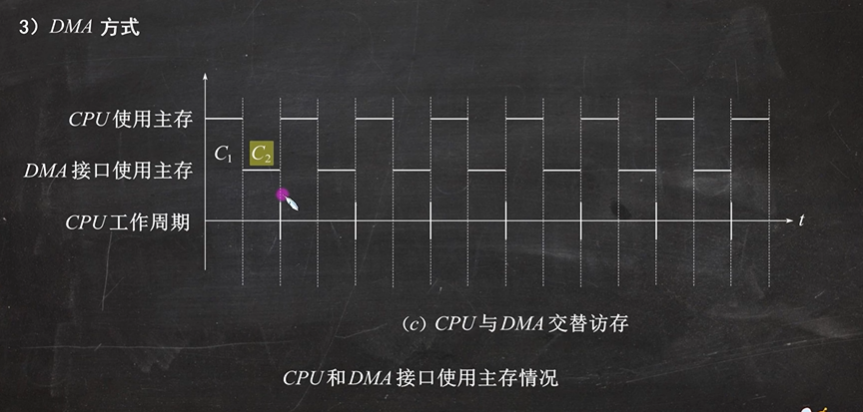 3）DMA 方式
CPU使用主存
C₁ C₂
DMA接口使用主存
CPU工作周期
t
（c）CPU与DMA交替访存
CPU和DMA接口使用主存情况